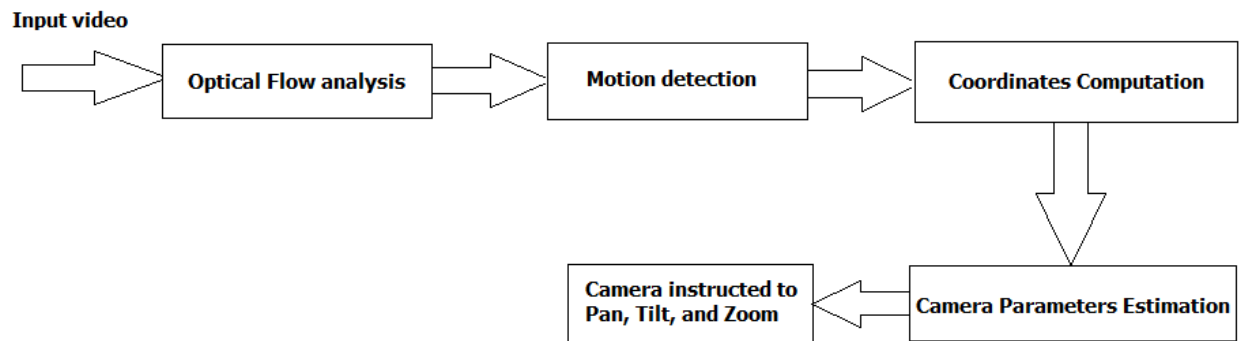 Input video
Optical Flow analysis
Motion detection
Coordinates Computation
Camera instructed to
Pan, Tilt, and Zoom
Camera Parameters Estimation